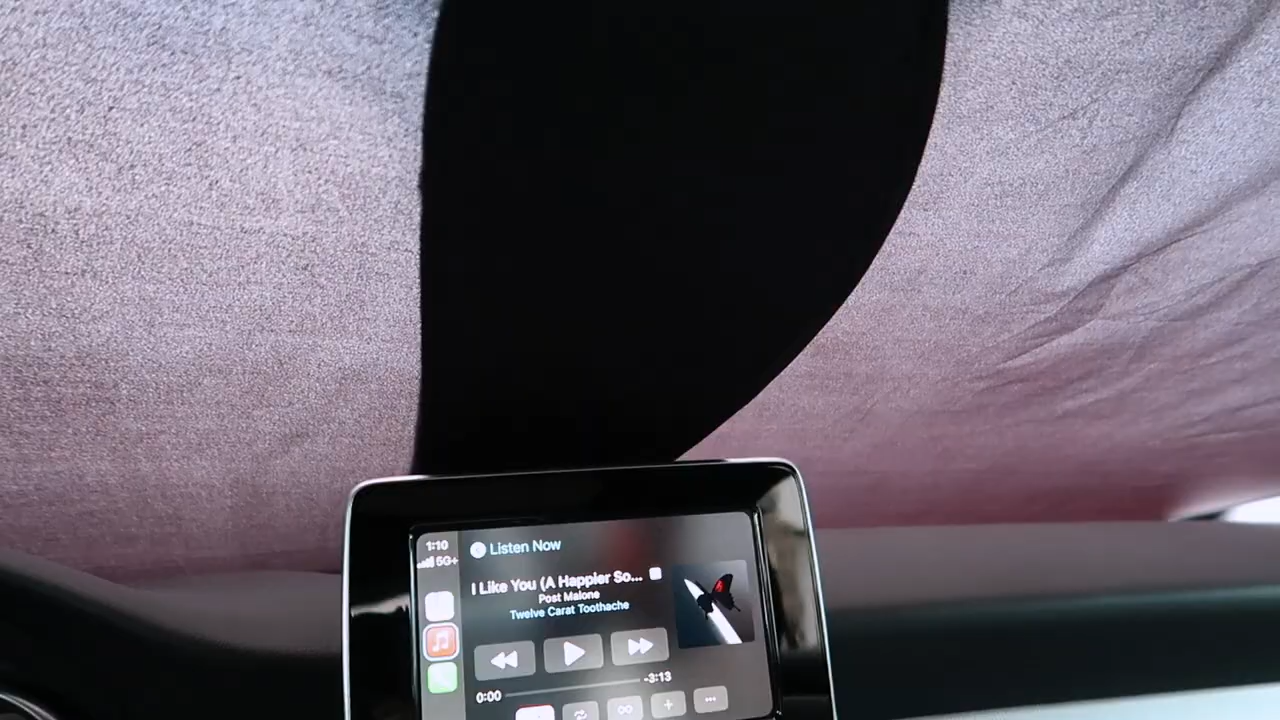 1:10
5G+
Listen Now
I Like You (A Happier So...
Post Malone
Twelve Carat Toothache
0:00
-3:13